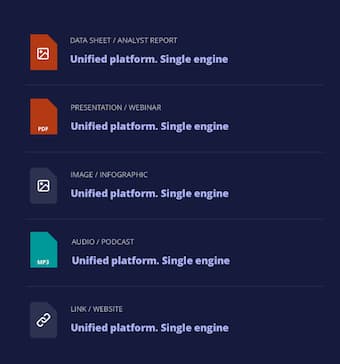 DATA SHEET / ANALYST REPORT
Unified platform. Single engine
PRESENTATION / WEBINAR
PDF
Unified platform. Single engine
IMAGE / INFOGRAPHIC
Unified platform. Single engine
AUDIO / PODCAST
MP3
Unified platform. Single engine
LINK / WEBSITE
Unified platform. Single engine